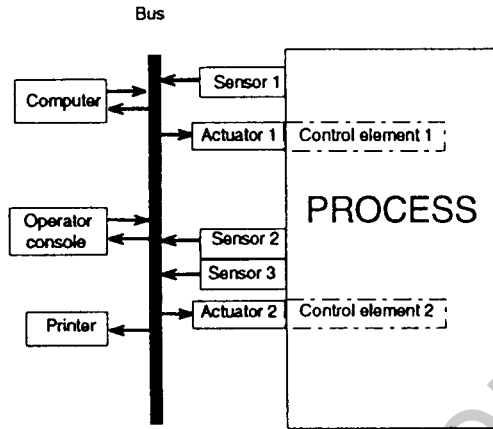 Bus
Sensor 1
Computer
Actuator 1
Control element 1
PROCESS
Operator
console
Sensor 2
Sensor 3
Actuator 2
Control element 2
Printer